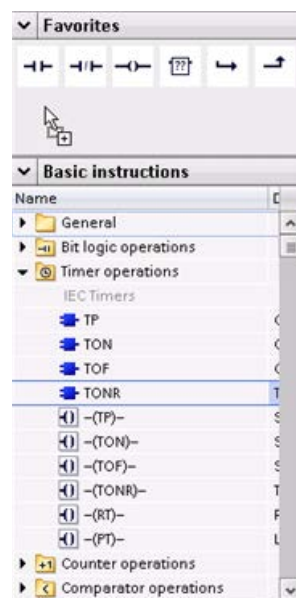 Favorites
??
Basic instructions
Name
General
Bit logic operations
Timer operations
IEC Timers
TP
TON
TOF
TONR
–(TP)–
–(TON)–
–(TOF)–
–(TONR)–
–(RT)–
–(PT)–
+1 Counter operations
Comparator operations